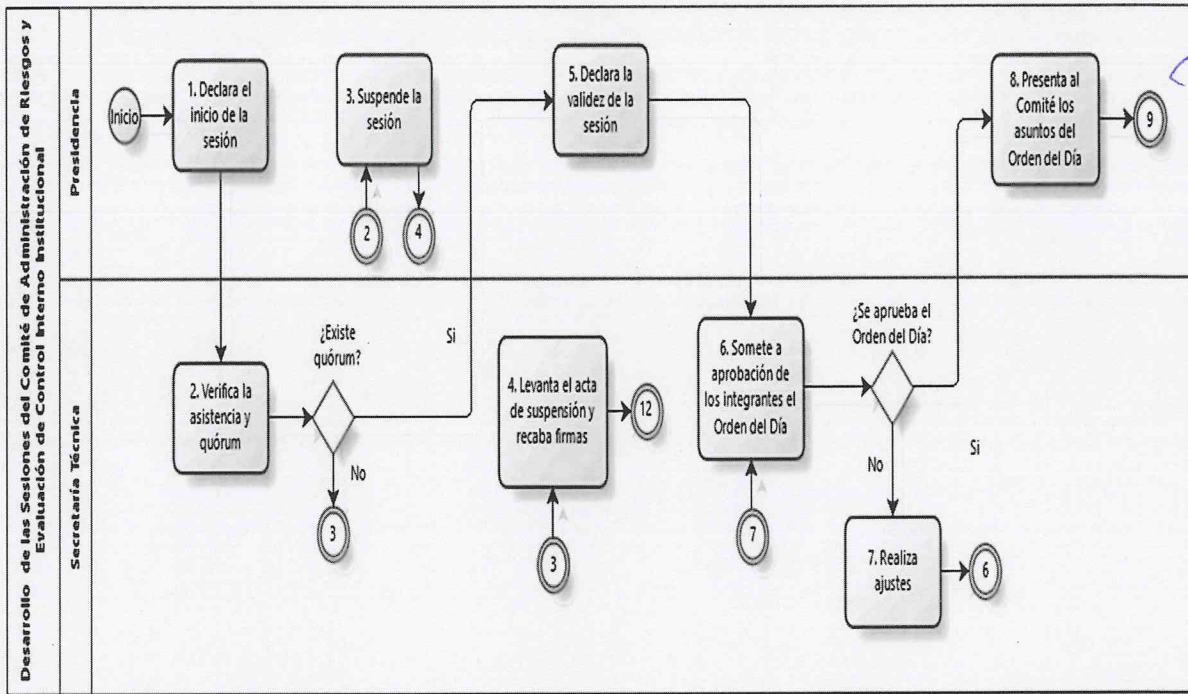 Desarrollo de las Sesiones del Comité de Administración de Riesgos y
Evaluación de Control Interno Institucional
Presidencia
Inicio
1. Declara el
inicio de la
sesión
3. Suspende la
sesión
2
4
5. Declara la
validez de la
sesión
8. Presenta al
Comité los
asuntos del
Orden del Día
9
Secretaría Técnica
2. Verifica la
asistencia y
quórum
¿Existe
quórum?
Si
No
3
4. Levanta el acta
de suspensión y
recaba firmas
12
3
6. Somete a
aprobación de
los integrantes el
Orden del Día
7
¿Se aprueba el
Orden del Día?
Si
No
7. Realiza
ajustes
6